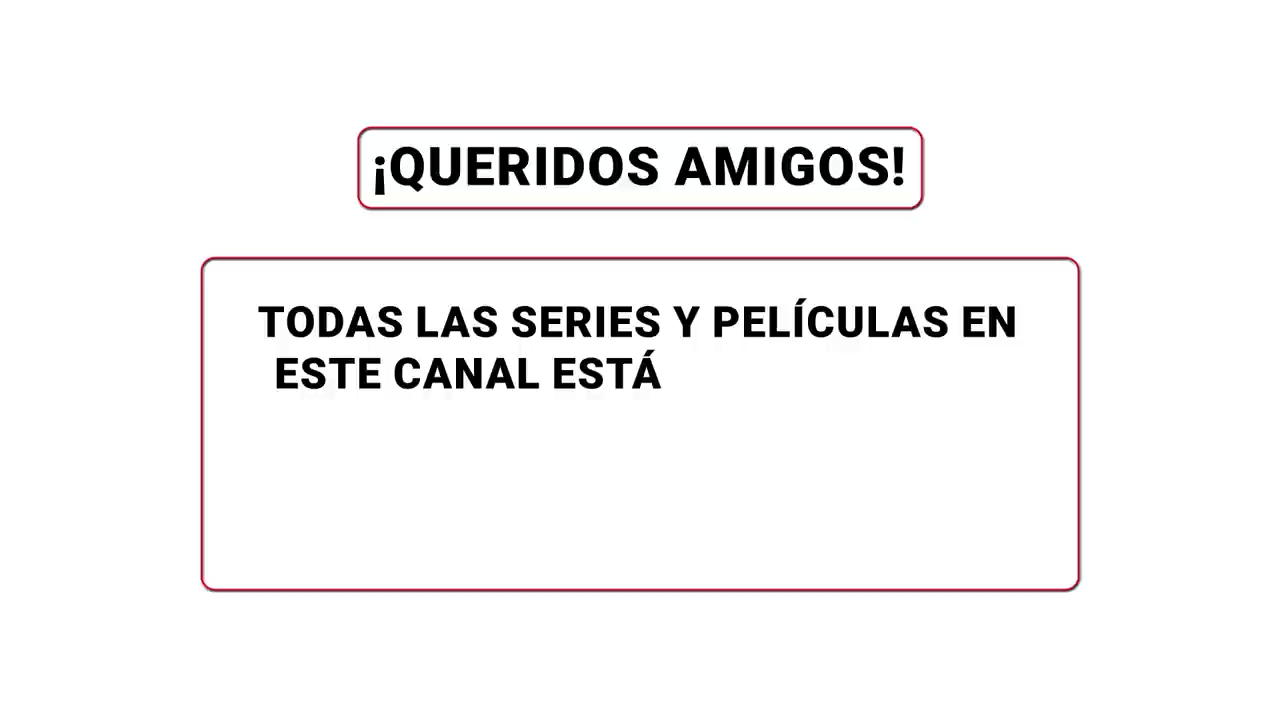 ¡QUERIDOS AMIGOS!
TODAS LAS SERIES Y PELÍCULAS EN
ESTE CANAL ESTÁ